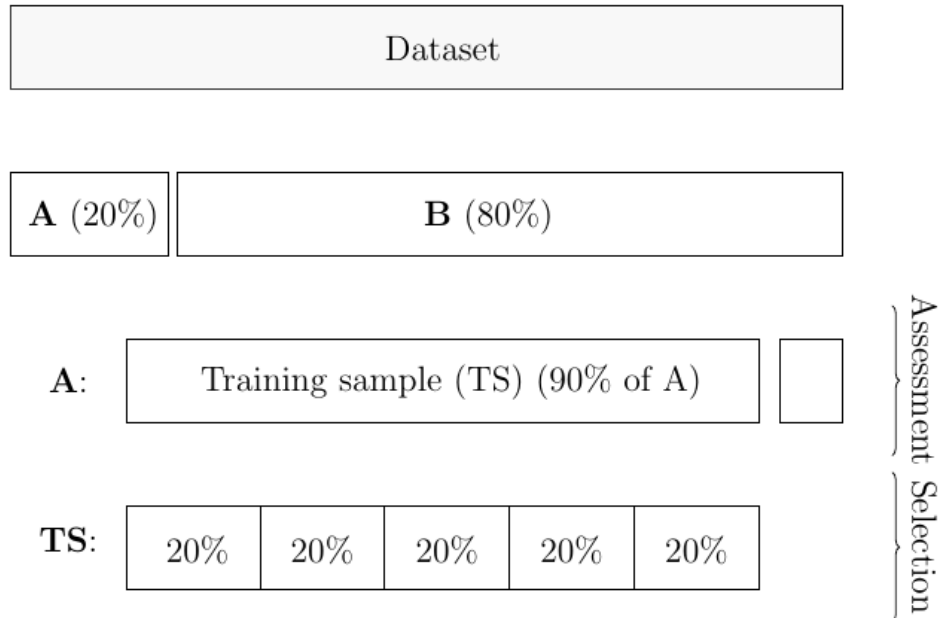 Dataset
A (20%)
B (80%)
A:
Training sample (TS) (90% of A)
Assessment
TS:
20%
20%
20%
20%
20%
Selection